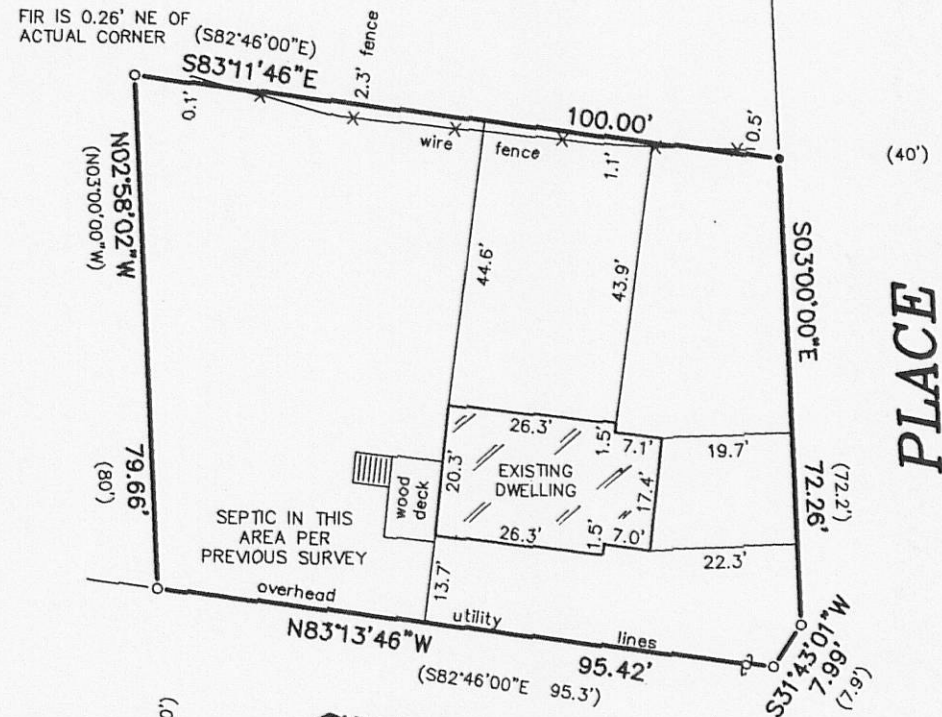 FIR IS 0.26' NE OF
ACTUAL CORNER
(S82°46'00"E)
S83°11'46"E
2.3' fence
100.00'
0.1'
wire fence
1.1'
0.5'
(40')
N02°58'02"W
(N03°00'00"W)
44.6'
43.9'
S03°00'00"E
PLACE
26.3'
1.5'
7.1'
19.7'
79.66'
(80')
20.3'
EXISTING
DWELLING
17.4'
72.26'
(72.2')
wood
deck
SEPTIC IN THIS
AREA PER
PREVIOUS SURVEY
26.3'
1.5'
7.0'
22.3'
13.7'
overhead utility lines
N83°13'46"W
95.42'
(S82°46'00"E 95.3')
S31°43'01"W
7.99'
(7.9')